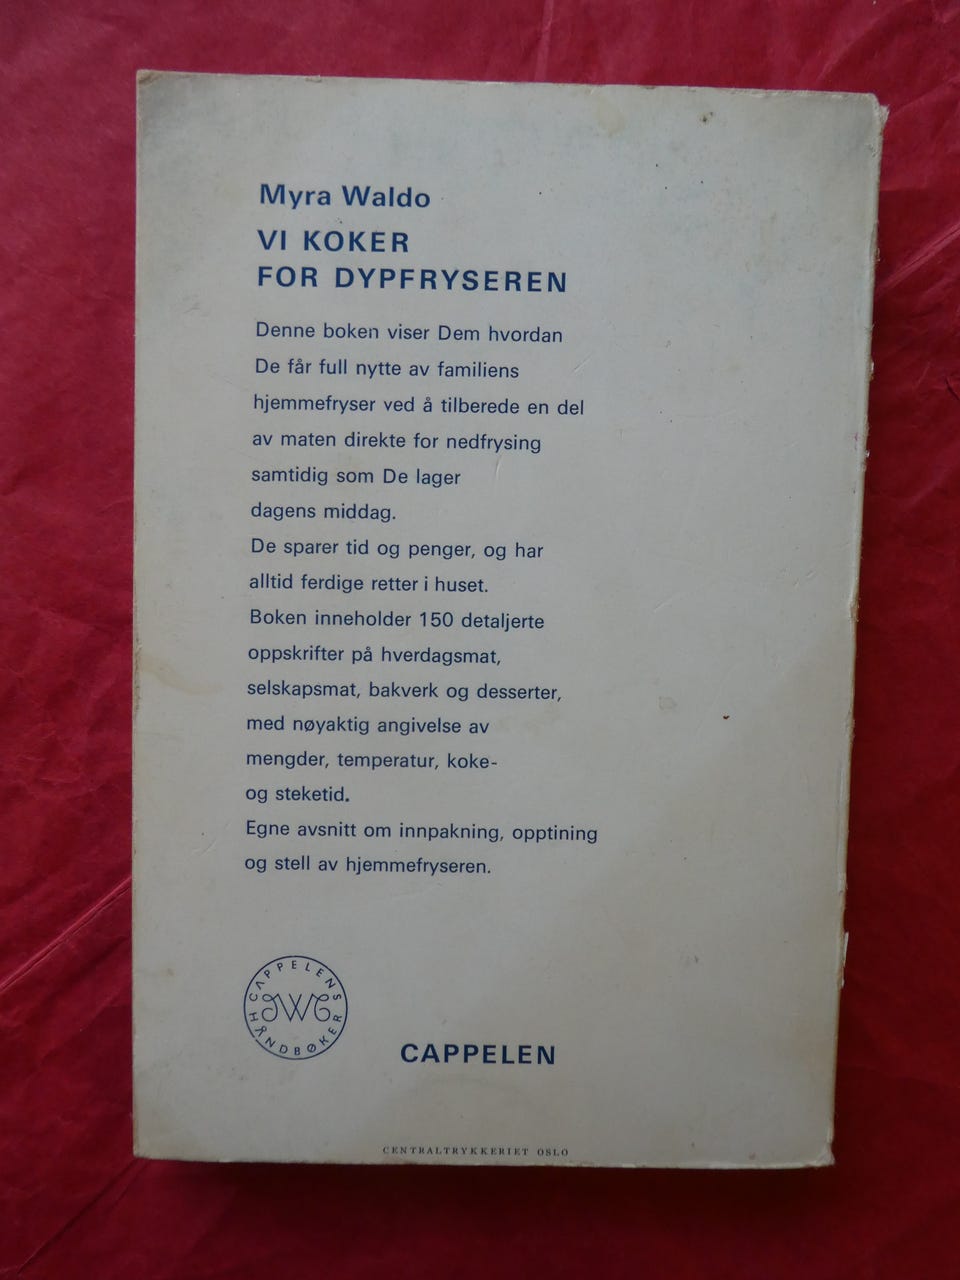 Myra Waldo
VI KOKER
FOR DYPFRYSEREN
Denne boken viser Dem hvordan
De får full nytte av familiens
hjemmefryser ved å tilberede en del
av maten direkte for nedfrysing
samtidig som De lager
dagens middag.
De sparer tid og penger, og har
alltid ferdige retter i huset.
Boken inneholder 150 detaljerte
oppskrifter på hverdagsmat,
selskapsmat, bakverk og desserter,
med nøyaktig angivelse av
mengder, temperatur, koke-
og steketid.
Egne avsnitt om innpakning, opptining
og stell av hjemmefryseren.
CAPPELENS
HÅNDBØKER
CAPPELEN
CENTRALTRYKKERIET OSLO